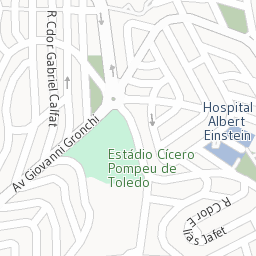 R Cdor Gabriel Calfat
Hospital
Albert
Einstein
Av Giovanni Gronchi
Estádio Cícero
Pompeu de
Toledo
R Cdor E
Jafet